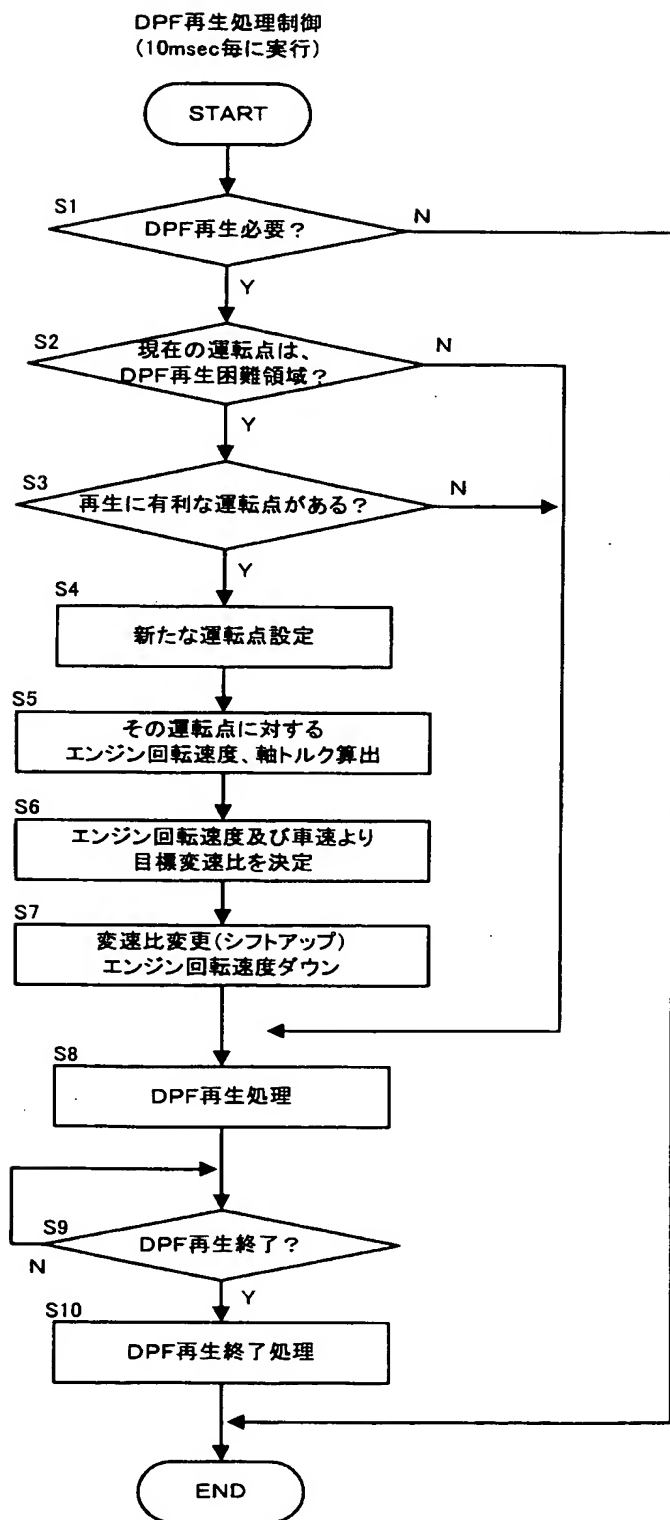 DPF再生処理制御
(10msec毎に実行)
START
S1
DPF再生必要?
N
Y
S2
現在の運転点は、
DPF再生困難領域?
N
Y
S3
再生に有利な運転点がある?
N
Y
S4
新たな運転点設定
S5
その運転点に対する
エンジン回転速度、軸トルク算出
S6
エンジン回転速度及び車速より
目標変速比を決定
S7
変速比変更(シフトアップ)
エンジン回転速度ダウン
S8
DPF再生処理
S9
DPF再生終了?
N
Y
S10
DPF再生終了処理
END